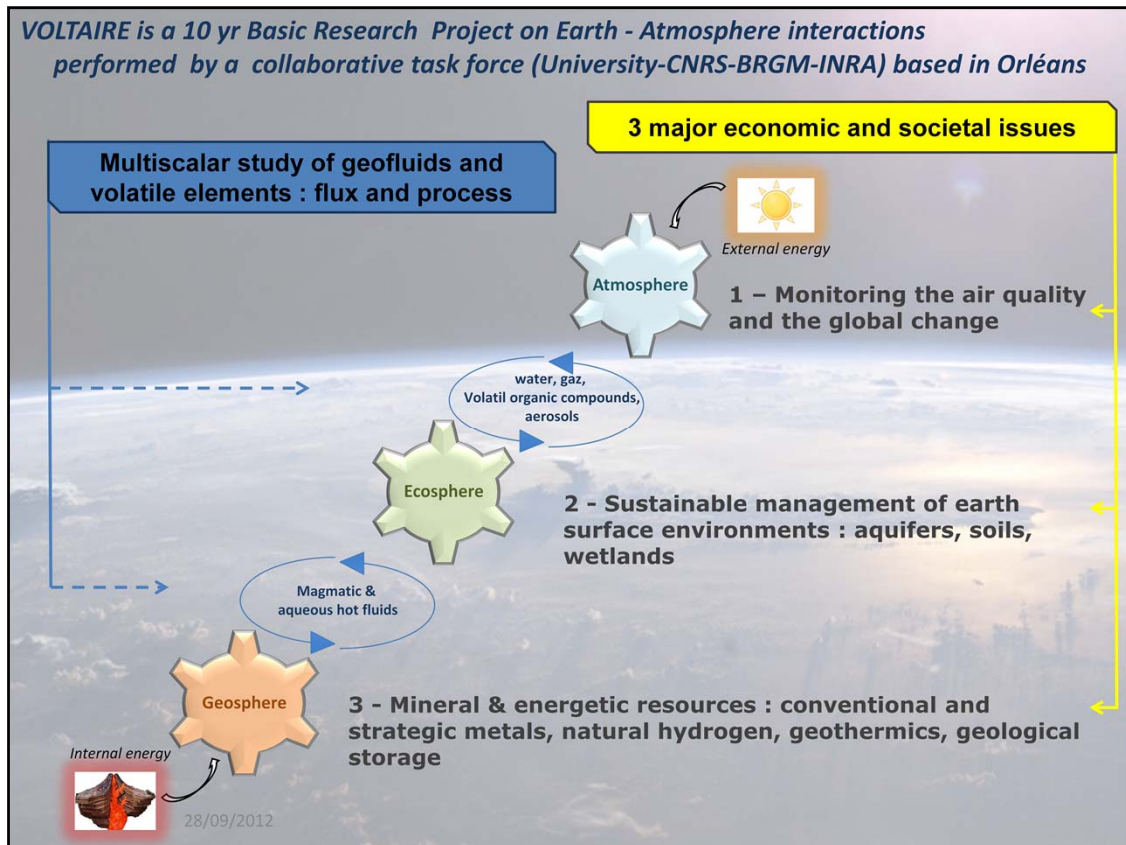 VOLTAIRE is a 10 yr Basic Research Project on Earth - Atmosphere interactions
performed by a collaborative task force (University-CNRS-BRGM-INRA) based in Orléans
3 major economic and societal issues
Multiscalar study of geofluids and
volatile elements : flux and process
External energy
Atmosphere
1 – Monitoring the air quality
and the global change
water, gaz,
Volatil organic compounds,
aerosols
Ecosphere
2 - Sustainable management of earth
surface environments : aquifers, soils,
wetlands
Magmatic &
aqueous hot fluids
Geosphere
3 - Mineral & energetic resources : conventional and
strategic metals, natural hydrogen, geothermics, geological
storage
Internal energy
28/09/2012